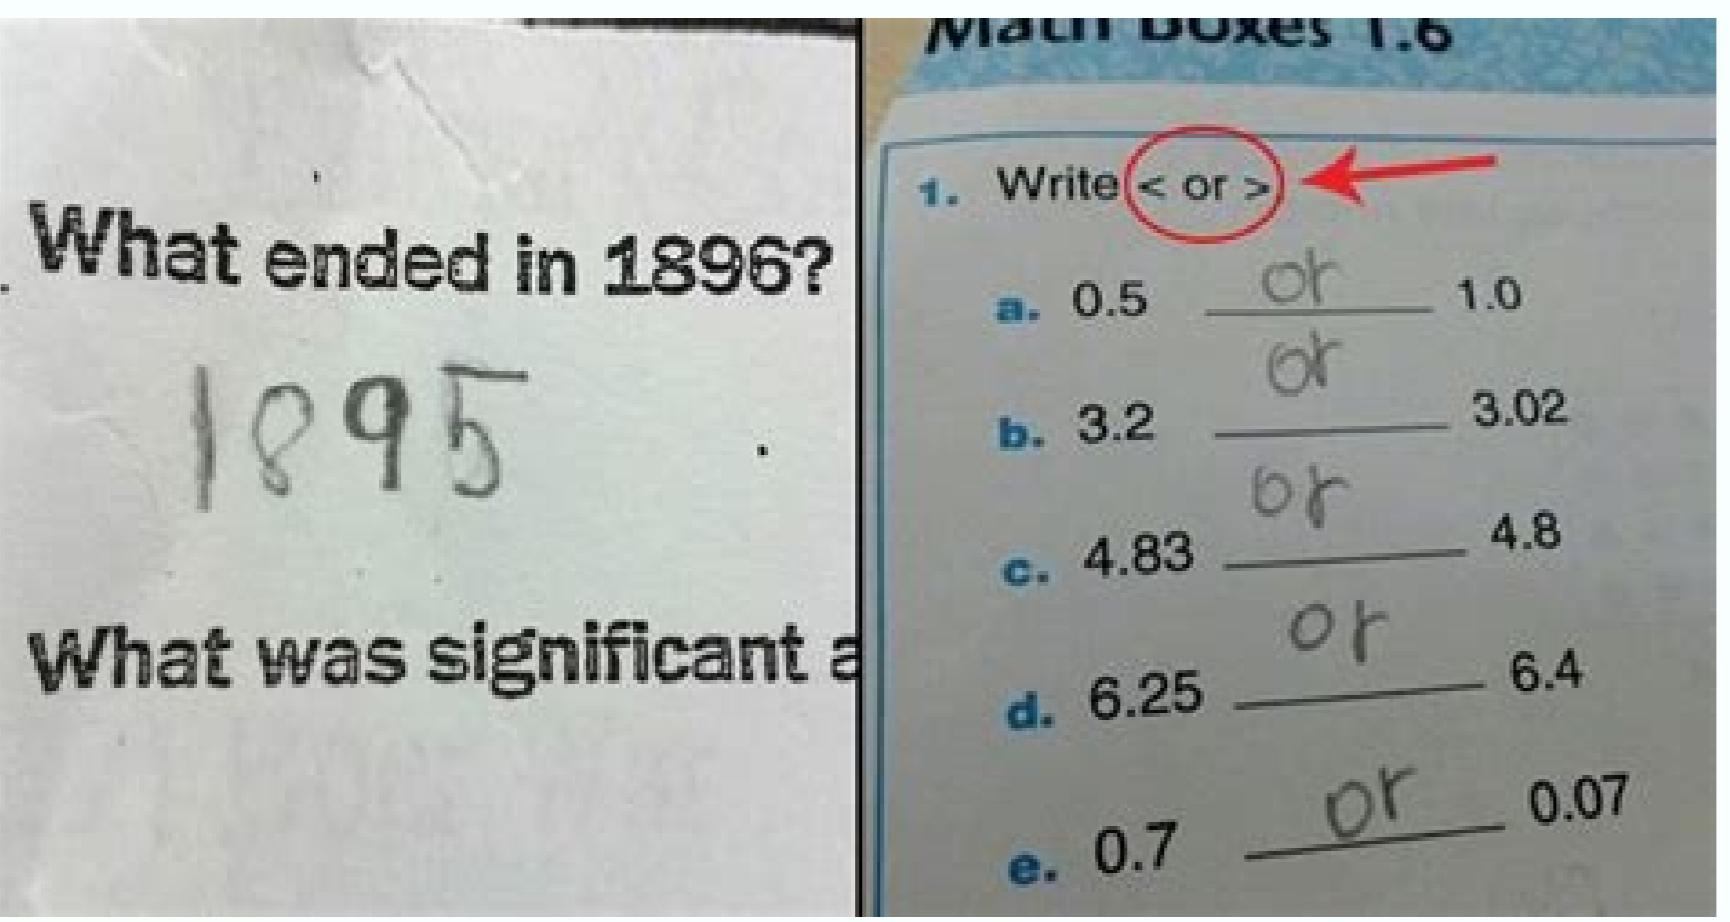 What ended in 1896?
1895
What was significant a
Math Boxes 1.6
1. Write < or >
a. 0.5 or 1.0
b. 3.2 or 3.02
c. 4.83 or 4.8
d. 6.25 or 6.4
e. 0.7 or 0.07